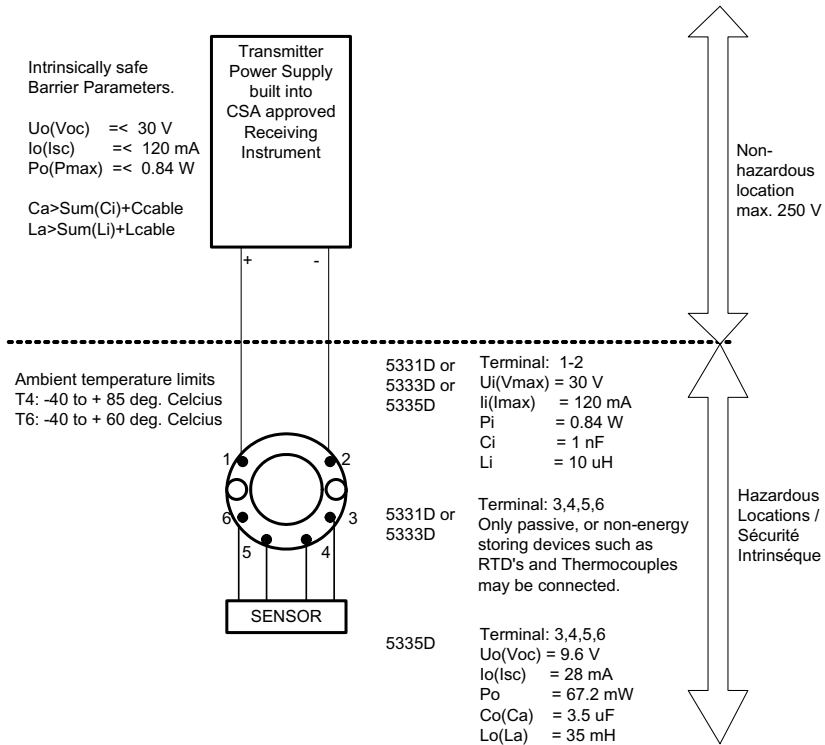 Intrinsically safe
Barrier Parameters.
Uo(Voc) =< 30 V
Io(Isc) =< 120 mA
Po(Pmax) =< 0.84 W
Ca>Sum(Ci)+Ccable
La>Sum(Li)+Lcable
Transmitter
Power Supply
built into
CSA approved
Receiving
Instrument
+ -
Non-
hazardous
location
max. 250 V
Ambient temperature limits
T4: -40 to + 85 deg. Celcius
T6: -40 to + 60 deg. Celcius
1
2
3
4
5
6
SENSOR
5331D or
5333D or
5335D
Terminal: 1-2
Ui(Vmax) = 30 V
Ii(Imax) = 120 mA
Pi = 0.84 W
Ci = 1 nF
Li = 10 uH
5331D or
5333D
Terminal: 3,4,5,6
Only passive, or non-energy
storing devices such as
RTD's and Thermocouples
may be connected.
5335D
Terminal: 3,4,5,6
Uo(Voc) = 9.6 V
Io(Isc) = 28 mA
Po = 67.2 mW
Co(Ca) = 3.5 uF
Lo(La) = 35 mH
Hazardous
Locations /
Sécurité
Intrinséque